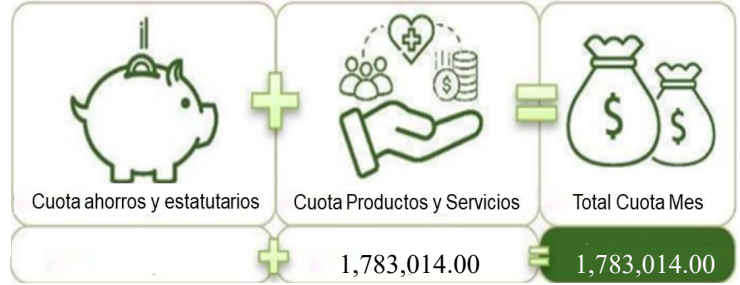 Cuota ahorros y estatutarios Cuota Productos y Servicios Total Cuota Mes
1,783,014.00 1,783,014.00